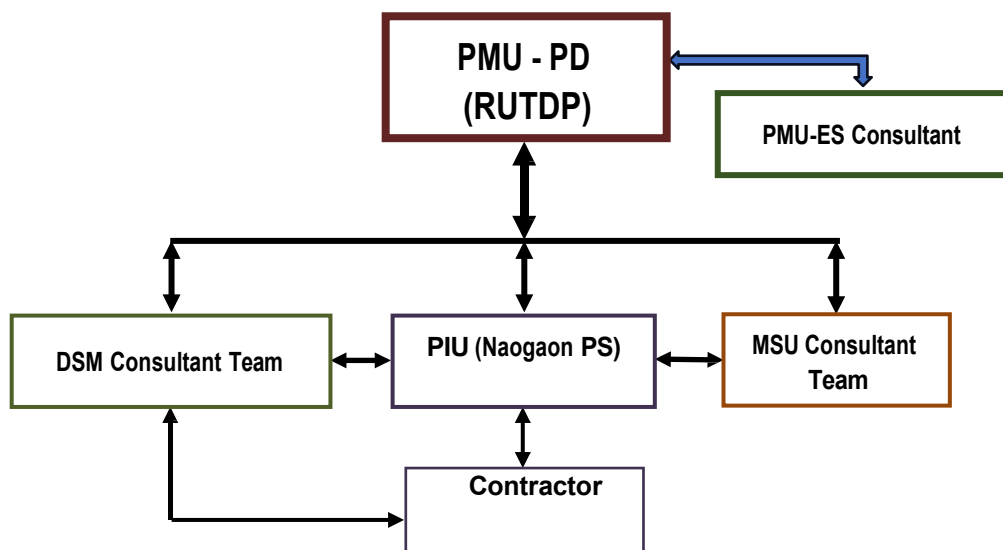 PMU - PD
(RUTDP)
PMU-ES Consultant
DSM Consultant Team
PIU (Naogaon PS)
MSU Consultant
Team
Contractor